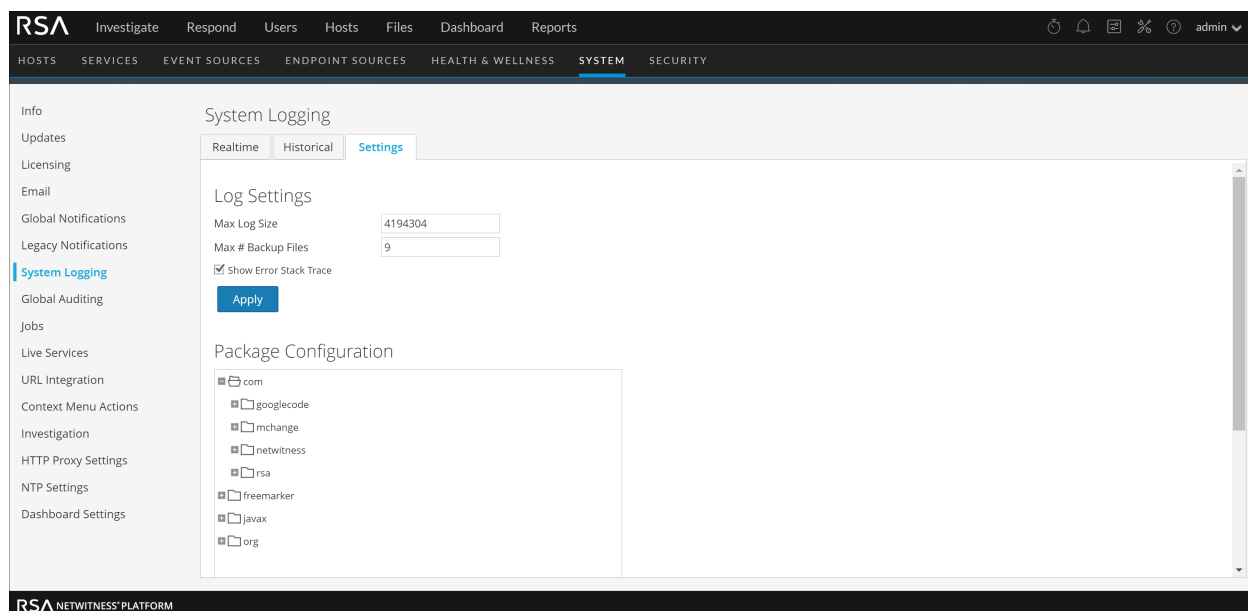 RSA Investigate Respond Users Hosts Files Dashboard Reports admin
HOSTS SERVICES EVENT SOURCES ENDPOINT SOURCES HEALTH & WELLNESS SYSTEM SECURITY
Info
Updates
Licensing
Email
Global Notifications
Legacy Notifications
System Logging
Global Auditing
Jobs
Live Services
URL Integration
Context Menu Actions
Investigation
HTTP Proxy Settings
NTP Settings
Dashboard Settings
System Logging
Realtime Historical Settings
Log Settings
Max Log Size 4194304
Max # Backup Files 9
Show Error Stack Trace
Apply
Package Configuration
com
googlecode
mchange
netwitness
rsa
freemarker
javax
org
RSA NETWITNESS® PLATFORM